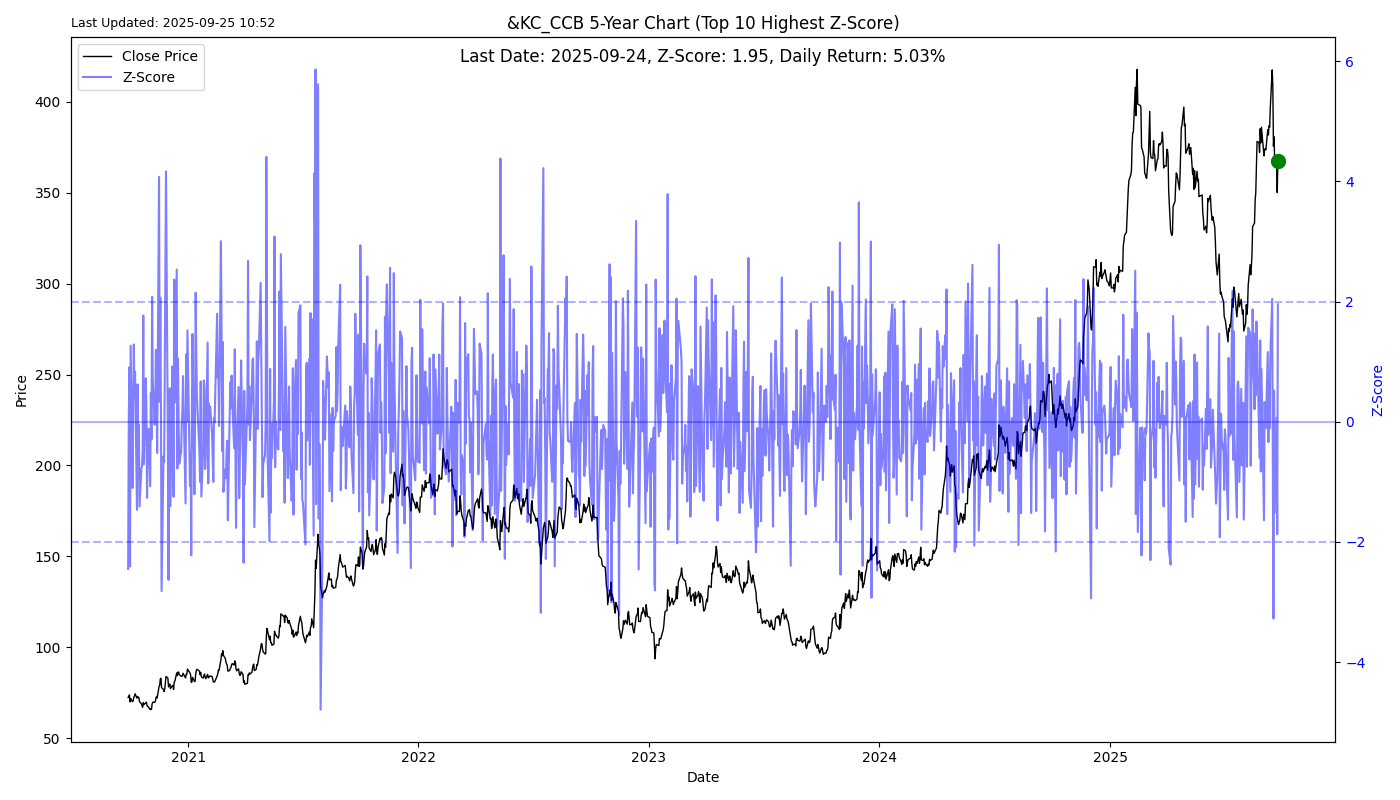 Last Updated: 2025-09-25 10:52
&KC_CCB 5-Year Chart (Top 10 Highest Z-Score)
Last Date: 2025-09-24, Z-Score: 1.95, Daily Return: 5.03%
Close Price
Z-Score
400
350
300
250
200
150
100
50
Price
6
4
2
0
−2
−4
Z-Score
2021
2022
2023
2024
2025
Date